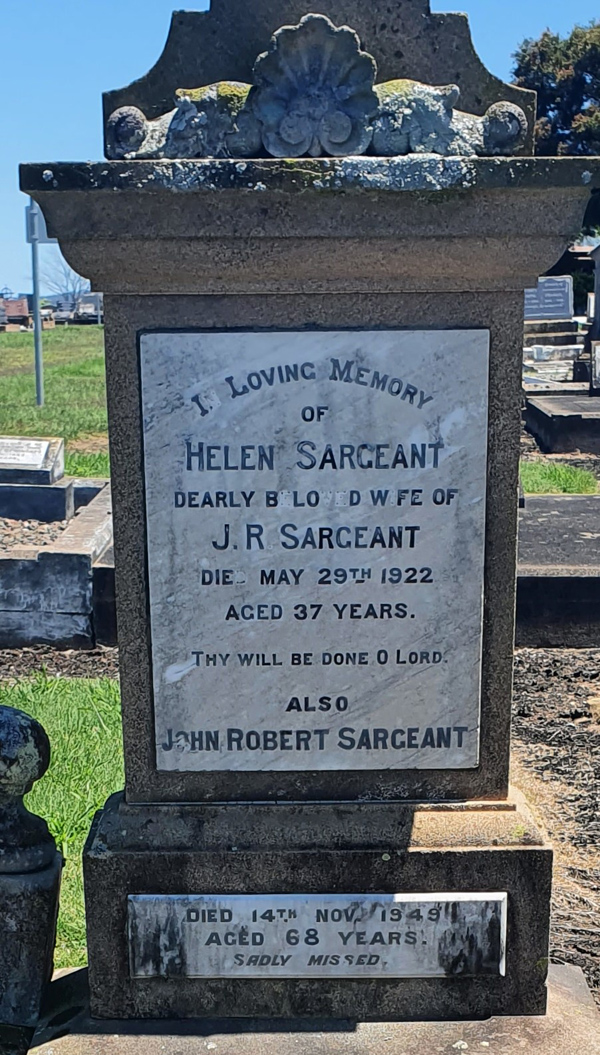 In Loving Memory
OF
HELEN SARGEANT
DEARLY BELOVED WIFE OF
J. R. SARGEANT
DIED MAY 29TH 1922
AGED 37 YEARS.
THY WILL BE DONE O LORD.
ALSO
JOHN ROBERT SARGEANT
DIED 14TH NOV. 1949
AGED 68 YEARS.
SADLY MISSED.